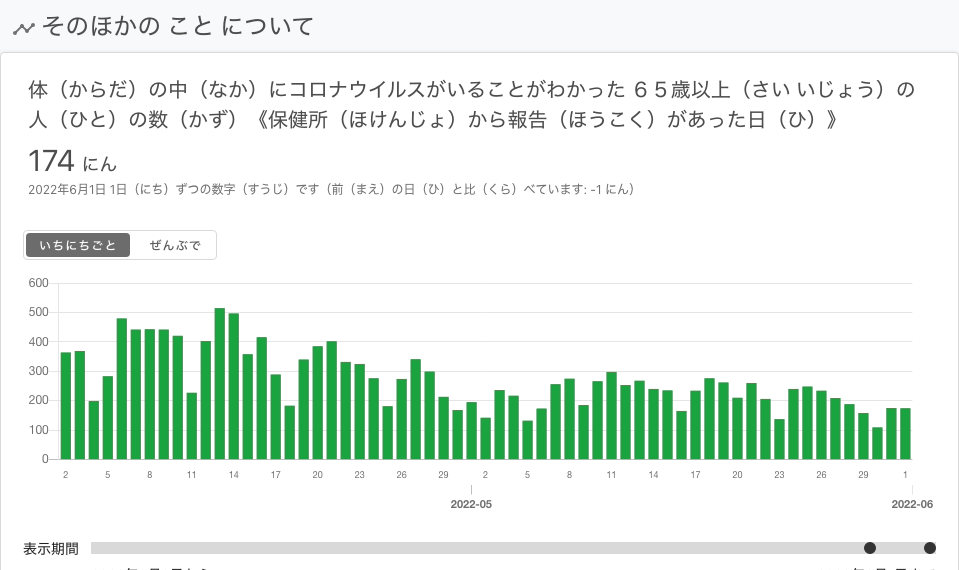 そのほかの こと について
体（からだ）の中（なか）にコロナウイルスがいることがわかった ６５歳以上（さい いじょう）の
人（ひと）の数（かず）《保健所（ほけんじょ）から報告（ほうこく）があった日（ひ）》
174 にん
2022年6月1日 1日（にち）ずつの数字（すうじ）です（前（まえ）の日（ひ）と比（くら）べています: -1 にん）
いちにちごと ぜんぶで
600
500
400
300
200
100
0
2 5 8 11 14 17 20 23 26 29 2 5 8 11 14 17 20 23 26 29 1
2022-05 2022-06
表示期間